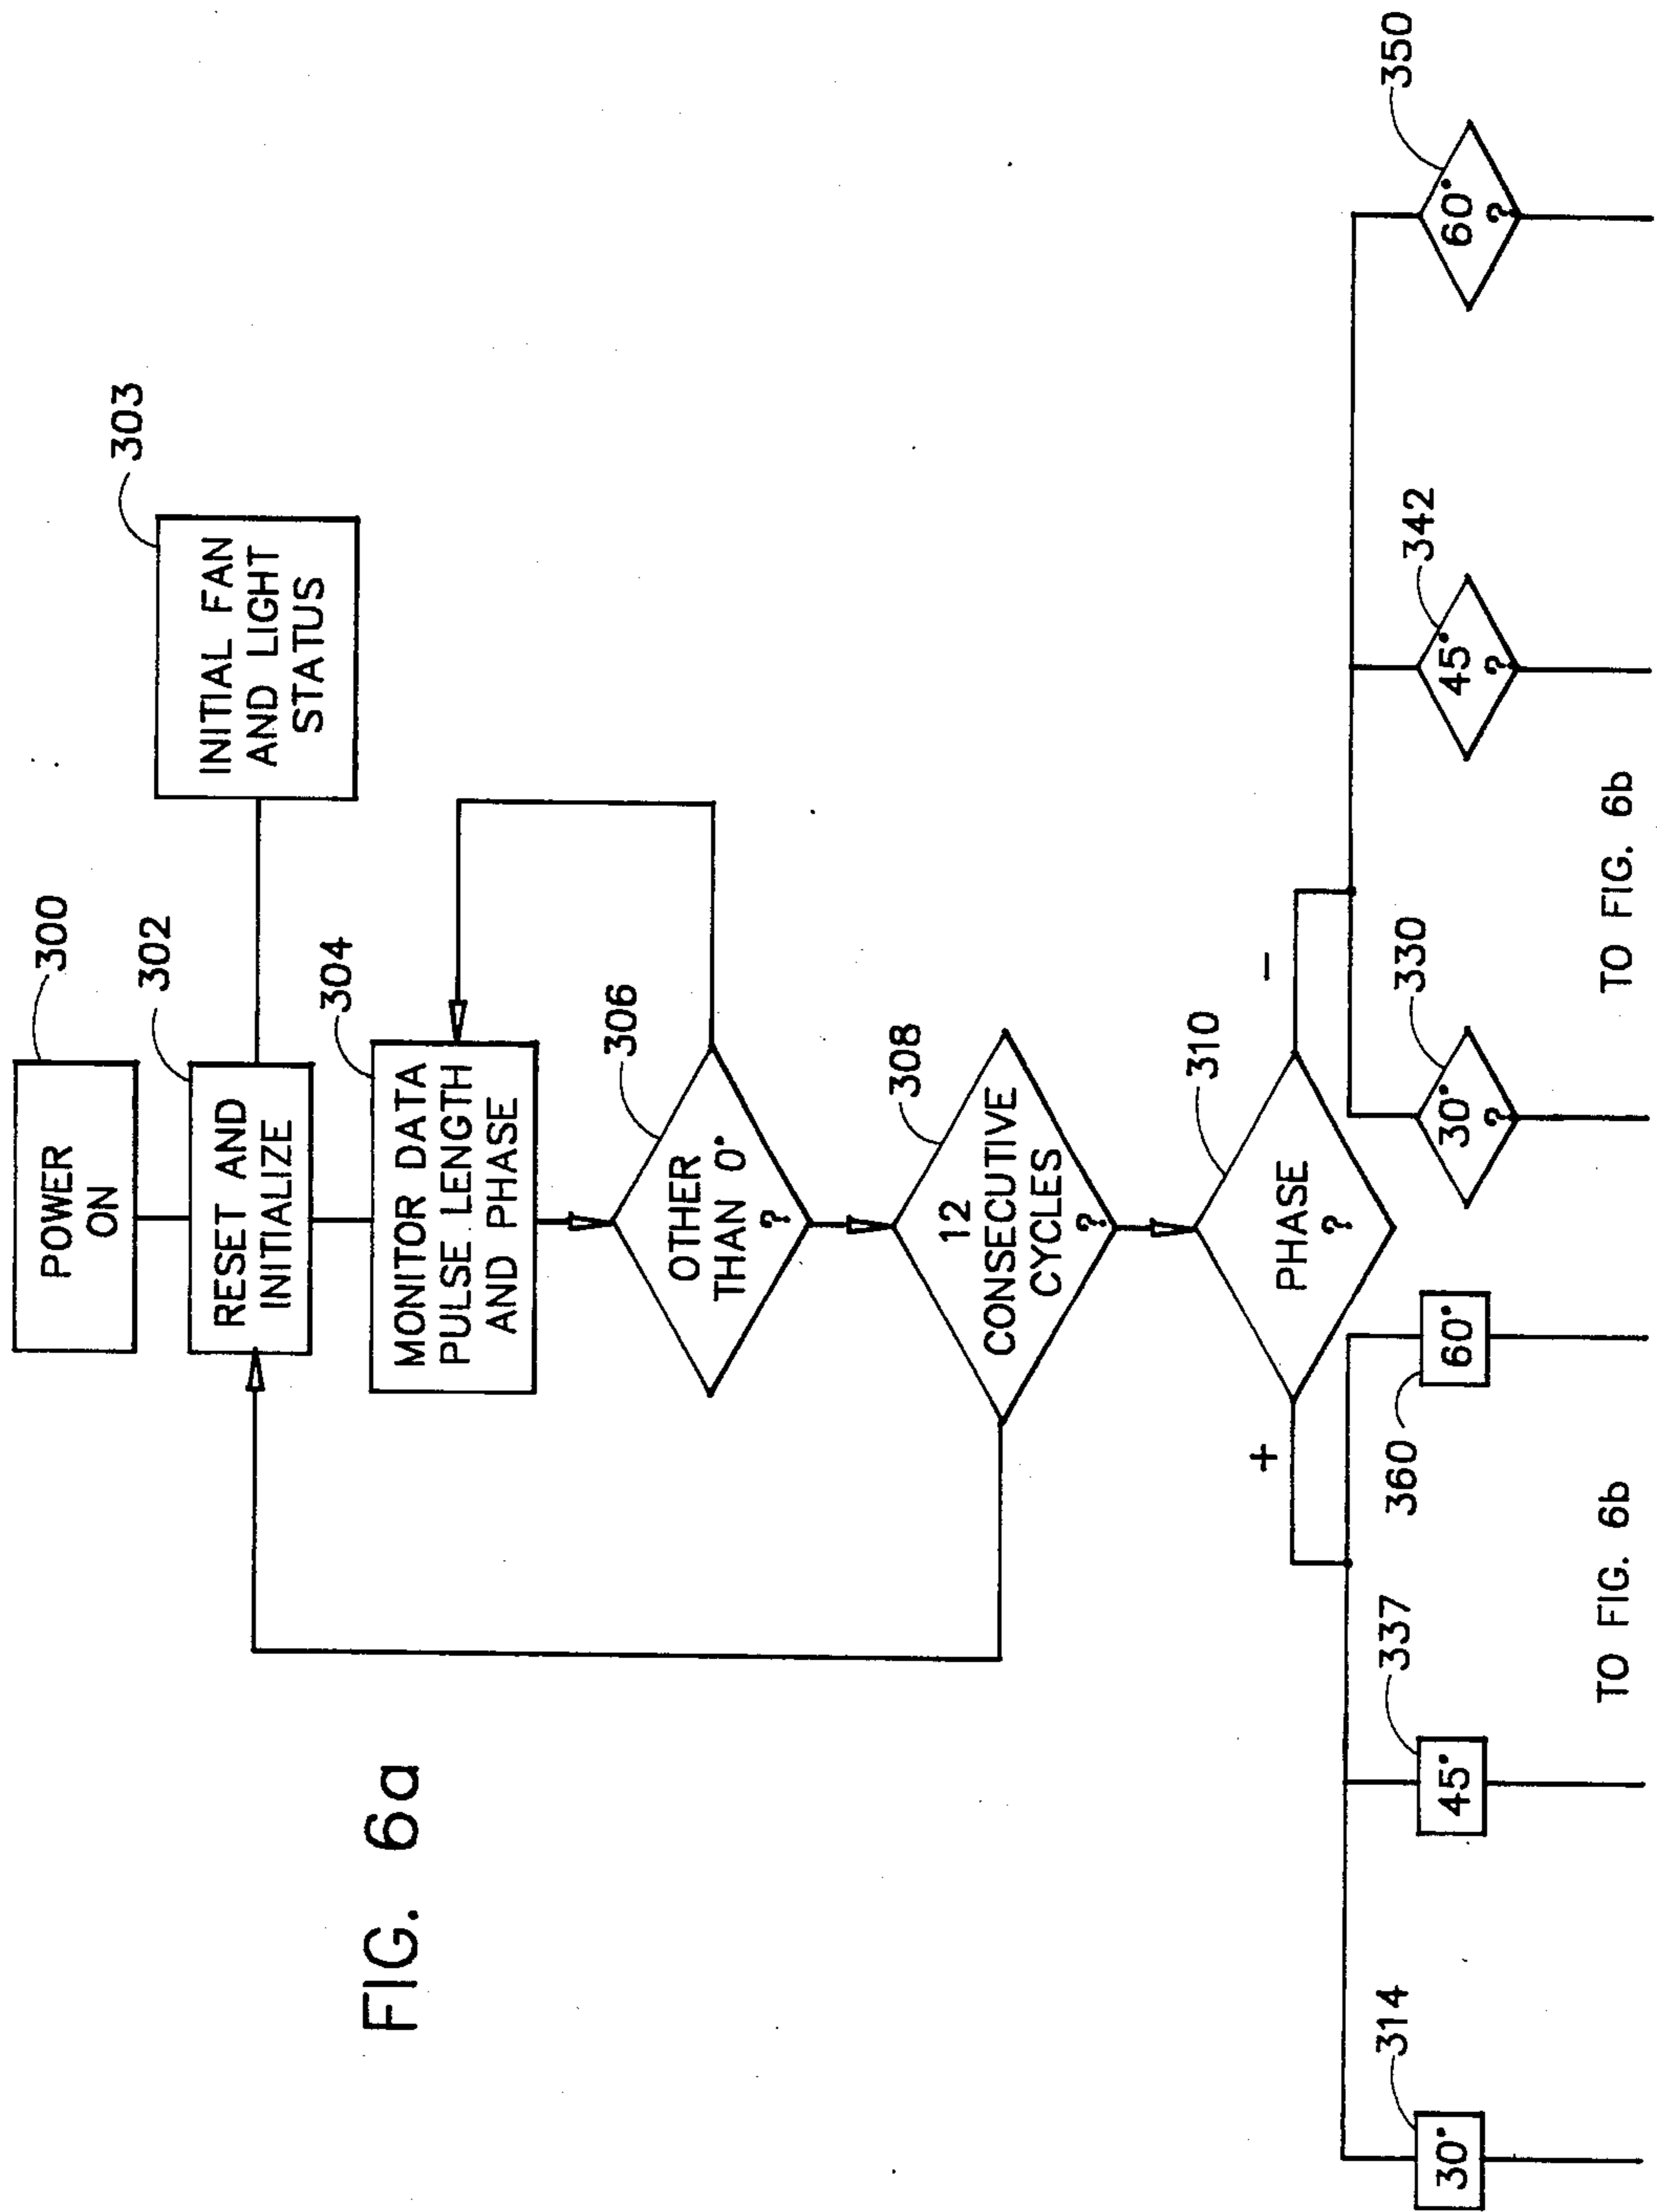 FIG. 6a
POWER
ON
300
RESET AND
INITIALIZE
302
INITIAL FAN
AND LIGHT
STATUS
303
MONITOR DATA
PULSE LENGTH
AND PHASE
304
OTHER
THAN 0°
?
306
12
CONSECUTIVE
CYCLES
?
308
PHASE
?
310
+
−
30°
314
45°
337
60°
360
30°
?
330
45°
?
342
60°
?
350
TO FIG. 6b
TO FIG. 6b